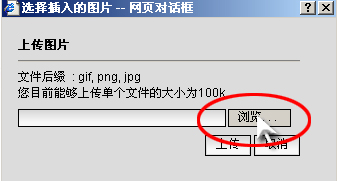 选择插入的图片 -- 网页对话框
上传图片
文件后缀 : gif, png, jpg
您目前能够上传单个文件的大小为100k
浏览...
上传 取消